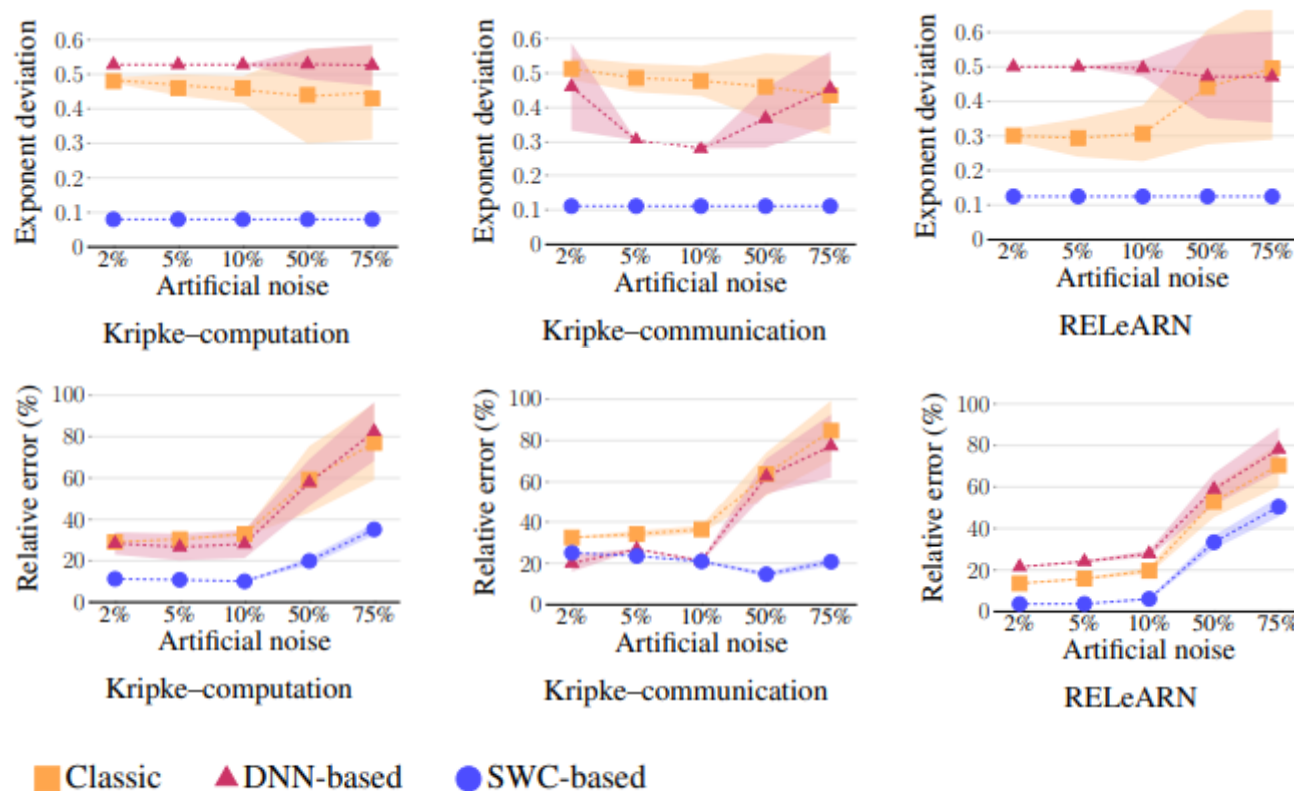 Exponent deviation
0.6
0.5
0.4
0.3
0.2
0.1
0
2% 5% 10% 50% 75%
Artificial noise
Kripke–computation
Exponent deviation
0.6
0.5
0.4
0.3
0.2
0.1
0
2% 5% 10% 50% 75%
Artificial noise
Kripke–communication
Exponent deviation
0.6
0.5
0.4
0.3
0.2
0.1
0
2% 5% 10% 50% 75%
Artificial noise
RELeARN
Relative error (%)
100
80
60
40
20
0
2% 5% 10% 50% 75%
Artificial noise
Kripke–computation
Relative error (%)
100
80
60
40
20
0
2% 5% 10% 50% 75%
Artificial noise
Kripke–communication
Relative error (%)
100
80
60
40
20
0
2% 5% 10% 50% 75%
Artificial noise
RELeARN
Classic DNN-based SWC-based